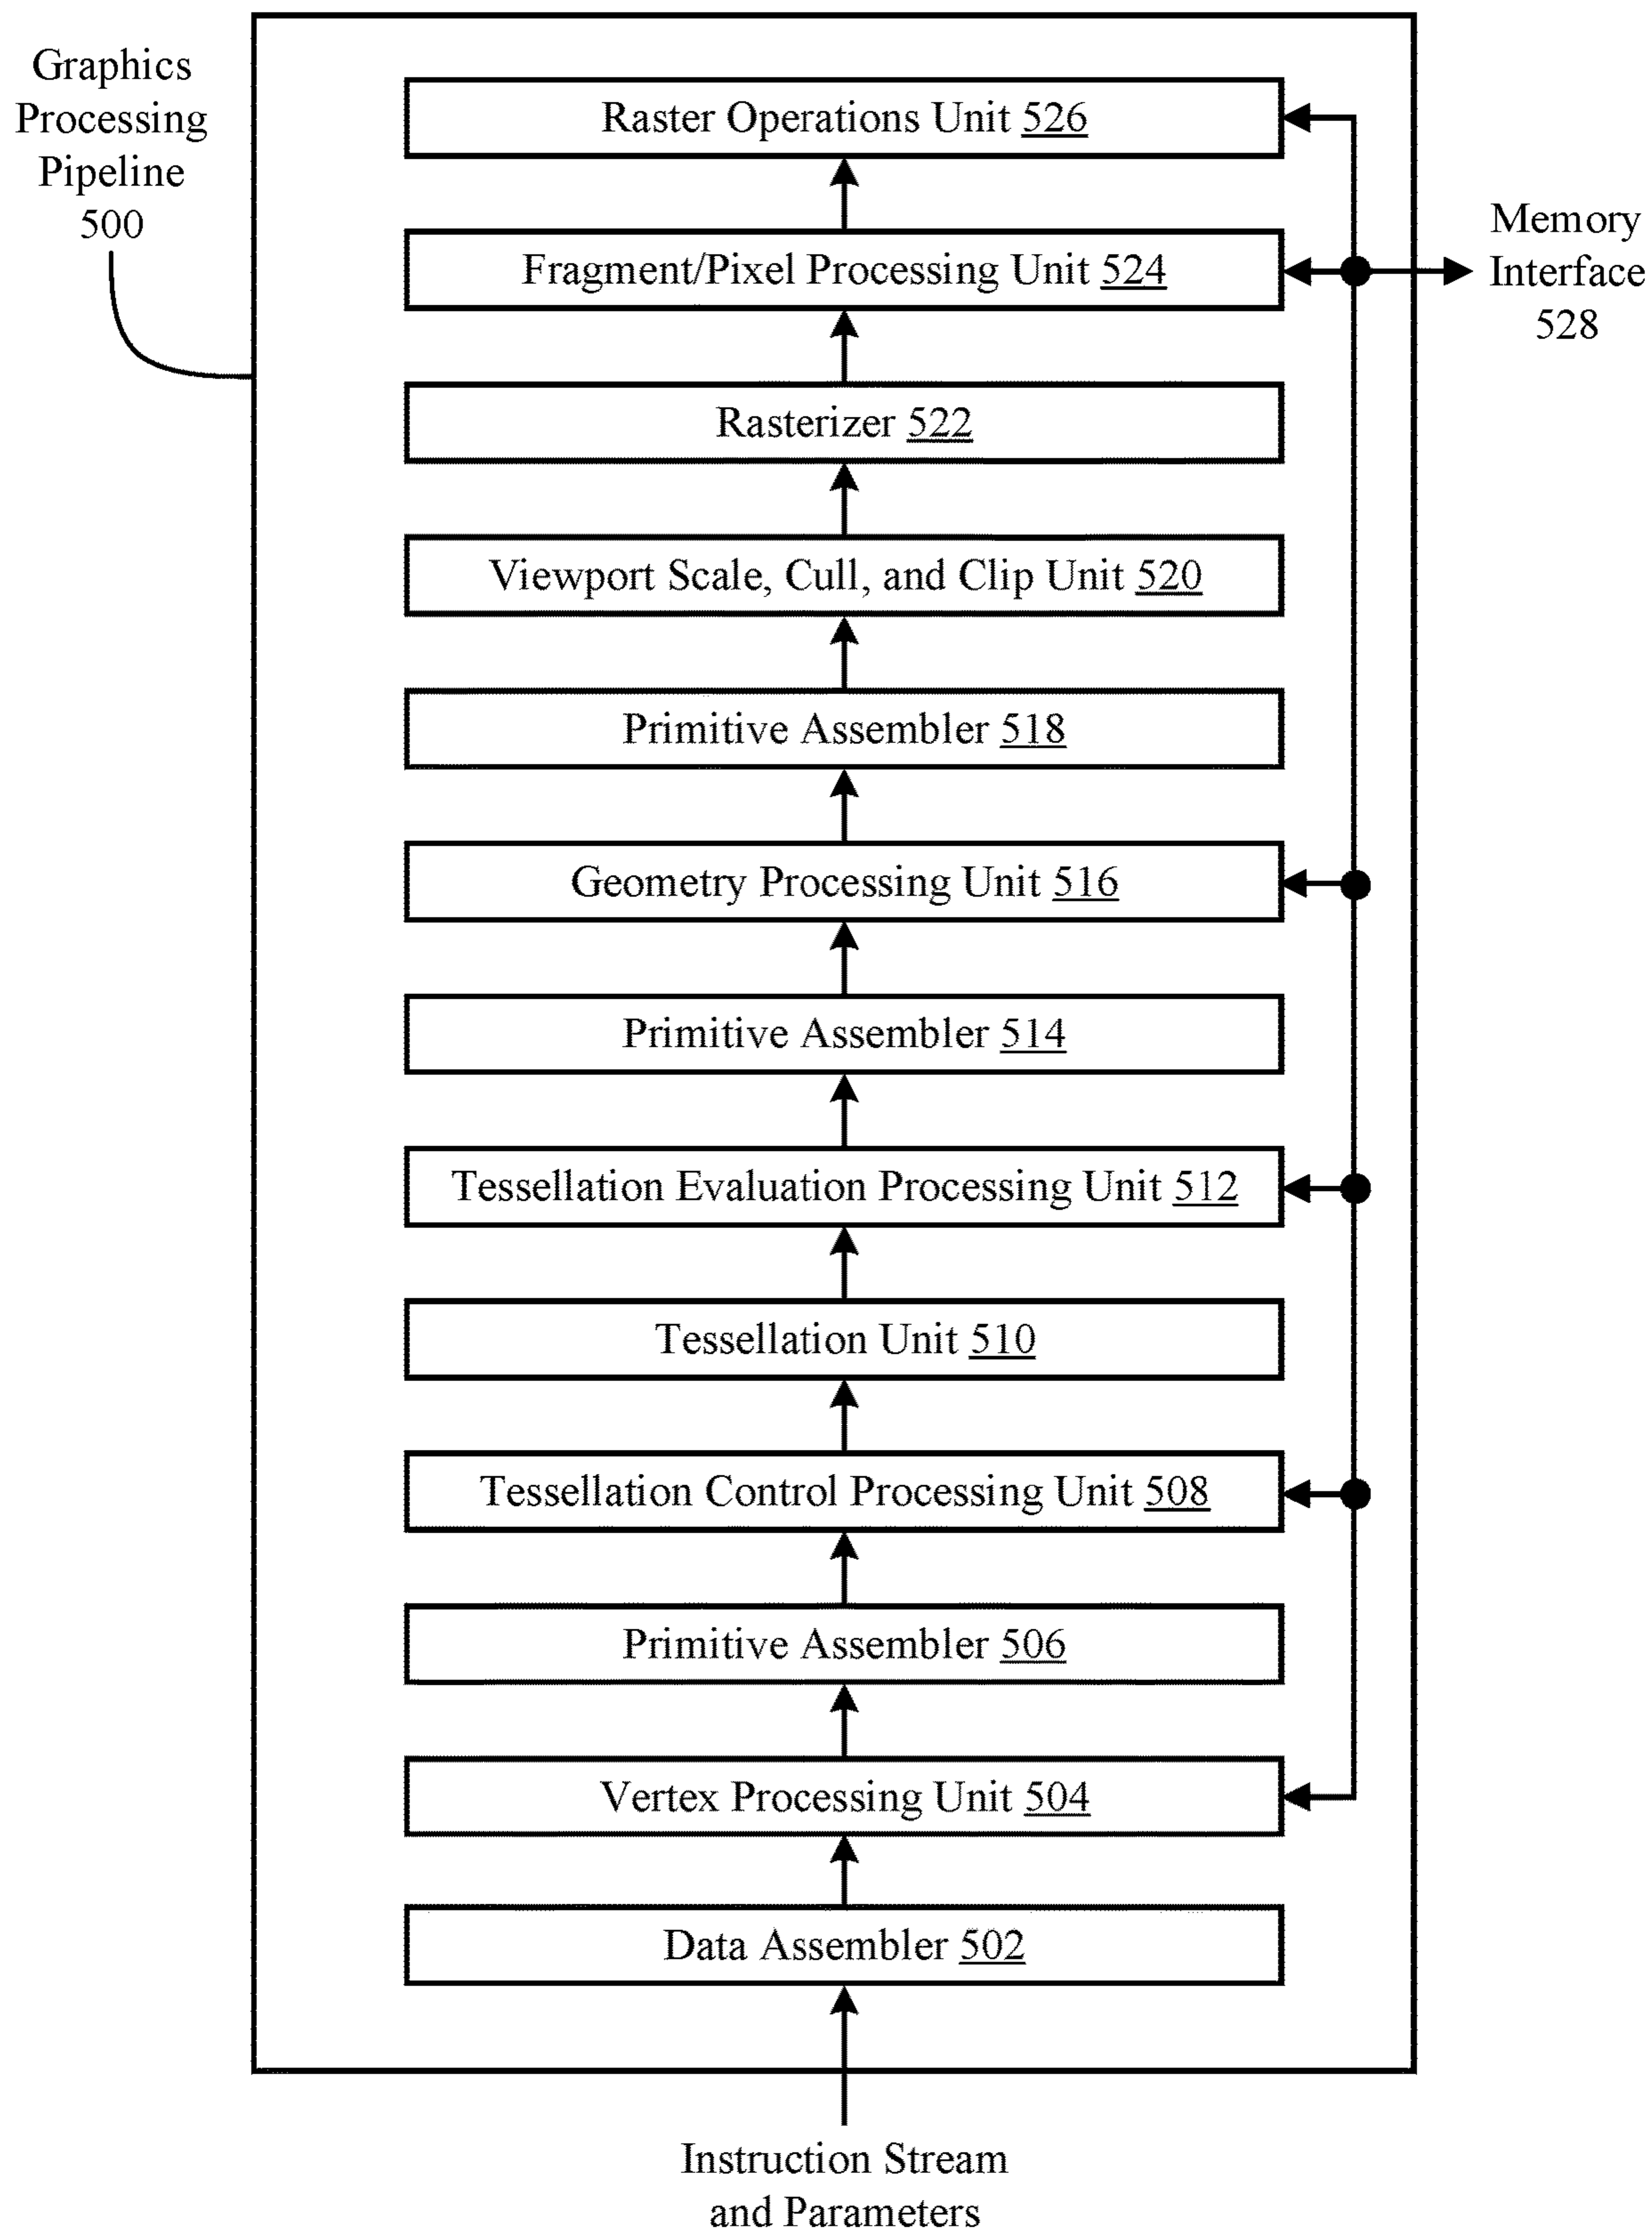 Graphics
Processing
Pipeline
500
Raster Operations Unit 526
Fragment/Pixel Processing Unit 524
Memory
Interface
528
Rasterizer 522
Viewport Scale, Cull, and Clip Unit 520
Primitive Assembler 518
Geometry Processing Unit 516
Primitive Assembler 514
Tessellation Evaluation Processing Unit 512
Tessellation Unit 510
Tessellation Control Processing Unit 508
Primitive Assembler 506
Vertex Processing Unit 504
Data Assembler 502
Instruction Stream
and Parameters